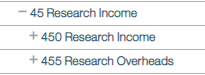 − 45 Research Income
+ 450 Research Income
+ 455 Research Overheads